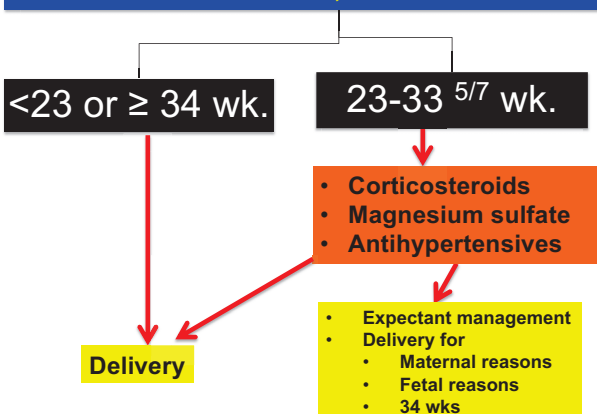 <23 or ≥ 34 wk.
23-33 5/7 wk.
• Corticosteroids
• Magnesium sulfate
• Antihypertensives
Delivery
• Expectant management
• Delivery for
• Maternal reasons
• Fetal reasons
• 34 wks